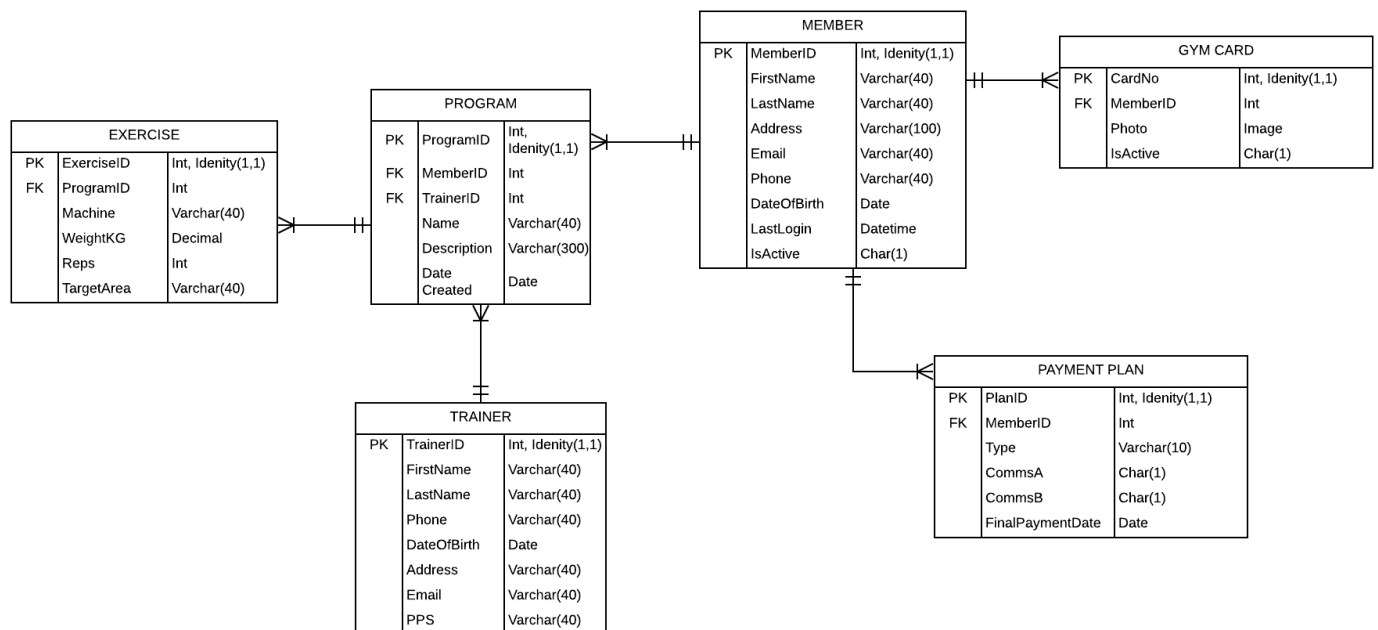 MEMBER
PK MemberID Int, Idenity(1,1)
FirstName Varchar(40)
LastName Varchar(40)
Address Varchar(100)
Email Varchar(40)
Phone Varchar(40)
DateOfBirth Date
LastLogin Datetime
IsActive Char(1)
GYM CARD
PK CardNo Int, Idenity(1,1)
FK MemberID Int
Photo Image
IsActive Char(1)
PROGRAM
PK ProgramID Int,
Idenity(1,1)
FK MemberID Int
FK TrainerID Int
Name Varchar(40)
Description Varchar(300)
Date
Created Date
EXERCISE
PK ExerciseID Int, Idenity(1,1)
FK ProgramID Int
Machine Varchar(40)
WeightKG Decimal
Reps Int
TargetArea Varchar(40)
PAYMENT PLAN
PK PlanID Int, Idenity(1,1)
FK MemberID Int
Type Varchar(10)
CommsA Char(1)
CommsB Char(1)
FinalPaymentDate Date
TRAINER
PK TrainerID Int, Idenity(1,1)
FirstName Varchar(40)
LastName Varchar(40)
Phone Varchar(40)
DateOfBirth Date
Address Varchar(40)
Email Varchar(40)
PPS Varchar(40)